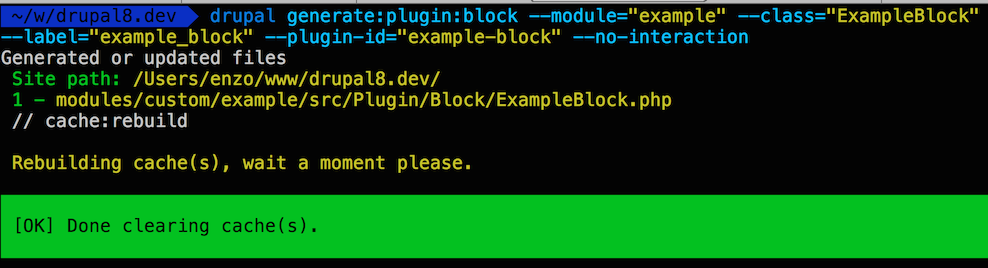 ~/w/drupal8.dev drupal generate:plugin:block --module="example" --class="ExampleBlock"
--label="example_block" --plugin-id="example-block" --no-interaction
Generated or updated files
Site path: /Users/enzo/www/drupal8.dev/
1 - modules/custom/example/src/Plugin/Block/ExampleBlock.php
// cache:rebuild
Rebuilding cache(s), wait a moment please.
[OK] Done clearing cache(s).